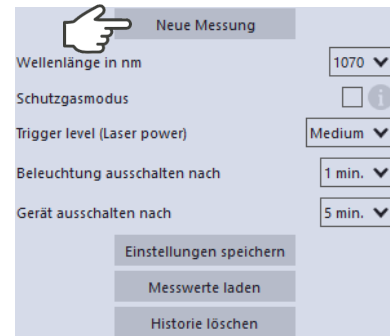 Neue Messung
Wellenlänge in nm 1070
Schutzgasmodus i
Trigger level (Laser power) Medium
Beleuchtung ausschalten nach 1 min.
Gerät ausschalten nach 5 min.
Einstellungen speichern
Messwerte laden
Historie löschen